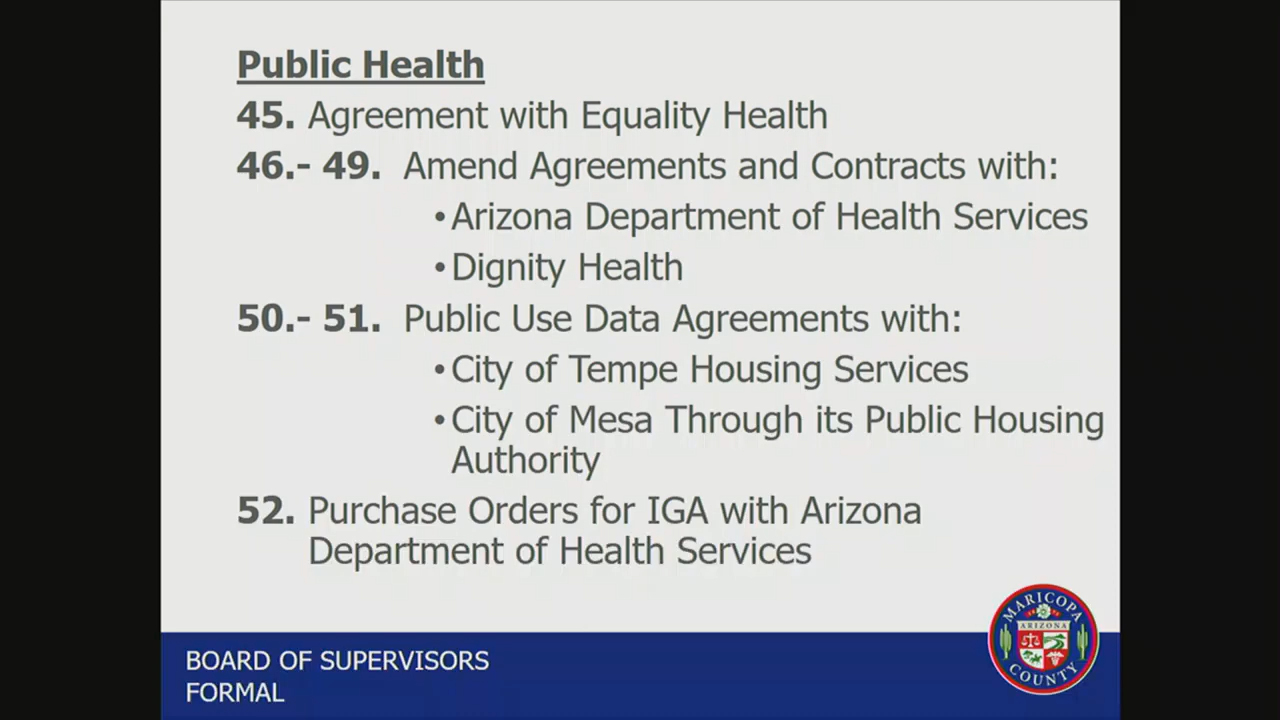 Public Health
45. Agreement with Equality Health
46.- 49. Amend Agreements and Contracts with:
•Arizona Department of Health Services
•Dignity Health
50.- 51. Public Use Data Agreements with:
•City of Tempe Housing Services
•City of Mesa Through its Public Housing
Authority
52. Purchase Orders for IGA with Arizona
Department of Health Services
BOARD OF SUPERVISORS
FORMAL
MARICOPA
ARIZONA
COUNTY